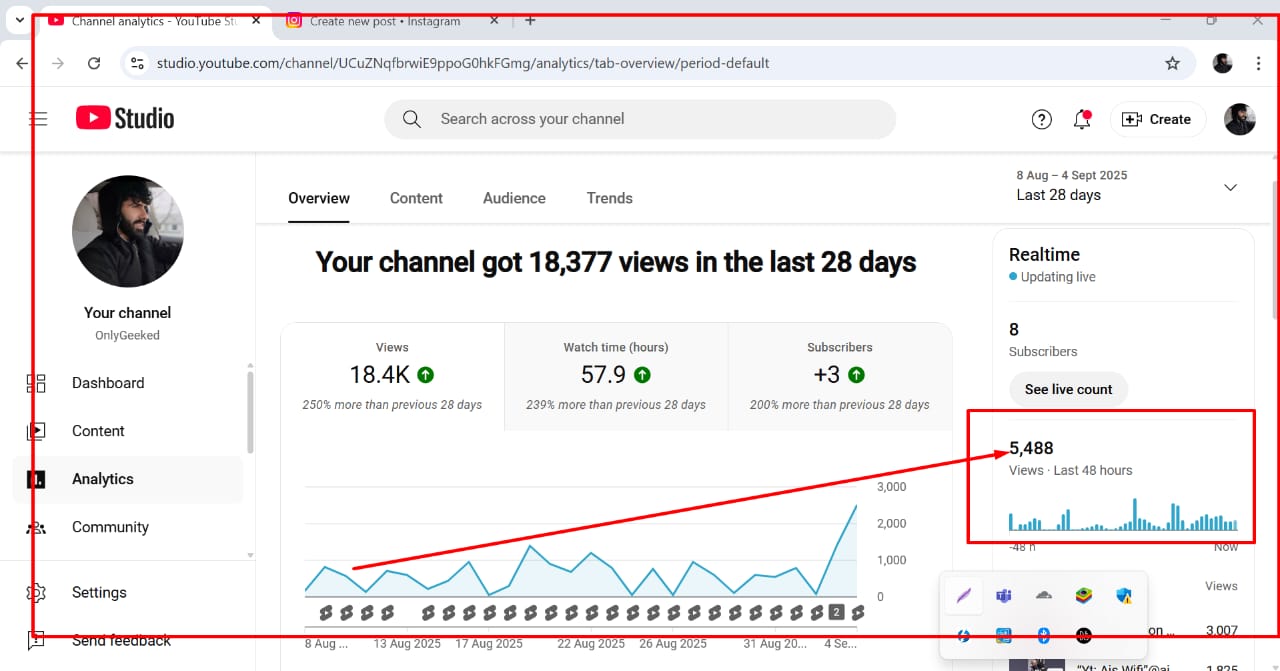 Channel analytics - YouTube St
Create new post • Instagram
studio.youtube.com/channel/UCuZNqfbrwiE9ppoG0hkFGmg/analytics/tab-overview/period-default
Studio
Search across your channel
Create
Your channel
OnlyGeeked
Dashboard
Content
Analytics
Community
Settings
Send feedback
Overview
Content
Audience
Trends
8 Aug – 4 Sept 2025
Last 28 days
Your channel got 18,377 views in the last 28 days
Views
18.4K
250% more than previous 28 days
Watch time (hours)
57.9
239% more than previous 28 days
Subscribers
+3
200% more than previous 28 days
3,000
2,000
1,000
0
2
8 Aug ...
13 Aug 2025
17 Aug 2025
22 Aug 2025
26 Aug 2025
31 Aug 20...
4 Se...
Realtime
Updating live
8
Subscribers
See live count
5,488
Views · Last 48 hours
-48 h
Now
Views
on ...
3,007
"Yt: Ais Wifi"@ai...
1,825